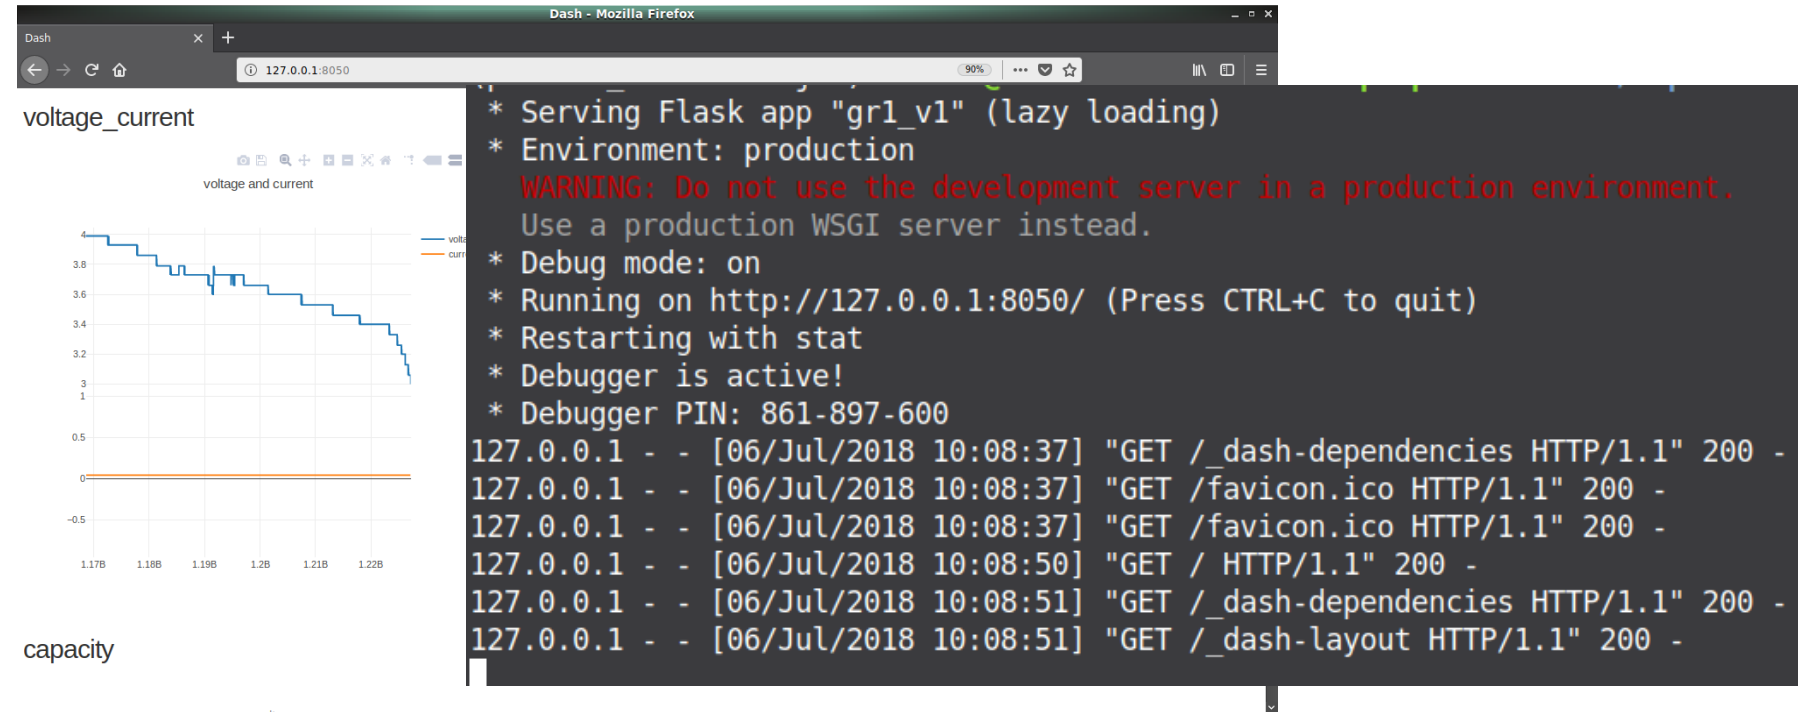 Dash - Mozilla Firefox
Dash
127.0.0.1:8050
90%
voltage_current
voltage and current
4
3.8
3.6
3.4
3.2
3
1
0.5
0
−0.5
1.17B 1.18B 1.19B 1.2B 1.21B 1.22B
capacity
* Serving Flask app "gr1_v1" (lazy loading)
* Environment: production
WARNING: Do not use the development server in a production environment.
Use a production WSGI server instead.
* Debug mode: on
* Running on http://127.0.0.1:8050/ (Press CTRL+C to quit)
* Restarting with stat
* Debugger is active!
* Debugger PIN: 861-897-600
127.0.0.1 - - [06/Jul/2018 10:08:37] "GET /_dash-dependencies HTTP/1.1" 200 -
127.0.0.1 - - [06/Jul/2018 10:08:37] "GET /favicon.ico HTTP/1.1" 200 -
127.0.0.1 - - [06/Jul/2018 10:08:37] "GET /favicon.ico HTTP/1.1" 200 -
127.0.0.1 - - [06/Jul/2018 10:08:50] "GET / HTTP/1.1" 200 -
127.0.0.1 - - [06/Jul/2018 10:08:51] "GET /_dash-dependencies HTTP/1.1" 200 -
127.0.0.1 - - [06/Jul/2018 10:08:51] "GET /_dash-layout HTTP/1.1" 200 -